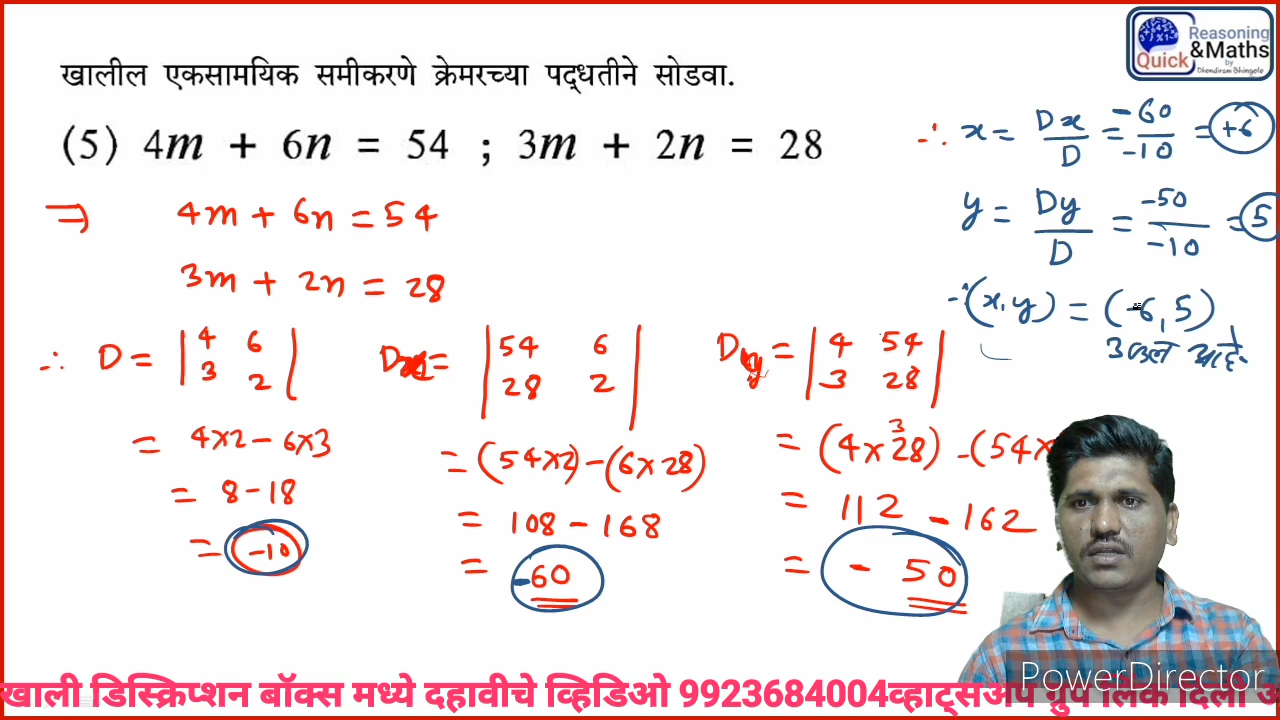 Reasoning
&Maths
Quick
by
Dhondiram Bhingole
खालील एकसामयिक समीकरणे क्रेमरच्या पद्धतीने सोडवा.
(5) 4m + 6n = 54 ; 3m + 2n = 28
⇒ 4m + 6n = 54
3m + 2n = 28
∴ D = | 4 6 |
| 3 2 |
= 4×2 - 6×3
= 8-18
= -10
Dx = | 54 6 |
| 28 2 |
= (54×2) - (6×28)
= 108 - 168
= -60
Dy = | 4 54 |
| 3 28 |
= (4×28) - (54×
= 112 - 162
= - 50
∴ x = Dx/D = -60/-10 = +6
y = Dy/D = -50/-10 = 5
(x, y) = (-6, 5)
PowerDirector
खाली डिस्क्रिप्शन बॉक्स मध्ये दहावीचे व्हिडिओ 9923684004व्हाट्सअप ग्रुप लिंक दिली